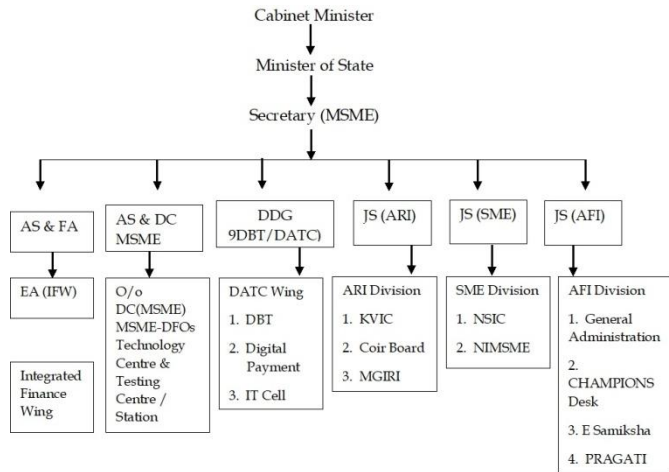 Cabinet Minister
Minister of State
Secretary (MSME)
AS & FA
AS & DC
MSME
DDG
9DBT/DATC)
JS (ARI)
JS (SME)
JS (AFI)
EA (IFW)
Integrated
Finance
Wing
O/o
DC(MSME)
MSME-DFOs
Technology
Centre &
Testing
Centre /
Station
DATC Wing
1. DBT
2. Digital
Payment
3. IT Cell
ARI Division
1. KVIC
2. Coir Board
3. MGIRI
SME Division
1. NSIC
2. NIMSME
AFI Division
1. General
Administration
2.
CHAMPIONS
Desk
3. E Samiksha
4. PRAGATI